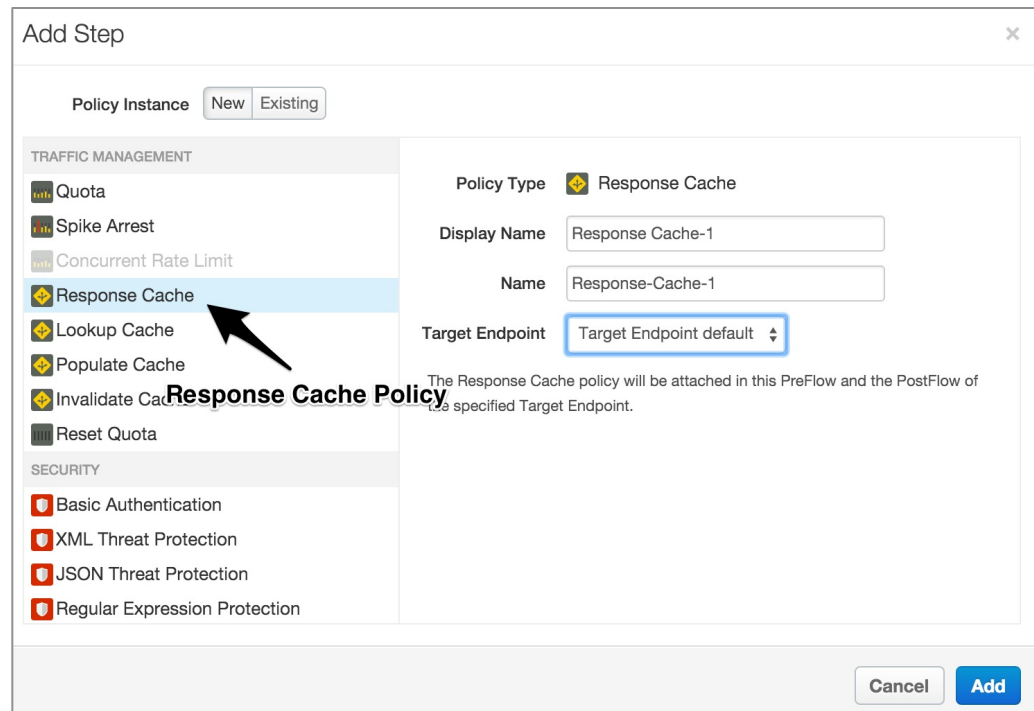 Add Step
×
Policy Instance New Existing
TRAFFIC MANAGEMENT
Quota
Spike Arrest
Concurrent Rate Limit
Response Cache
Lookup Cache
Populate Cache
Invalidate Cache
Reset Quota
SECURITY
Basic Authentication
XML Threat Protection
JSON Threat Protection
Regular Expression Protection
Response Cache Policy
Policy Type Response Cache
Display Name Response Cache-1
Name Response-Cache-1
Target Endpoint Target Endpoint default
The Response Cache policy will be attached in this PreFlow and the PostFlow of
the specified Target Endpoint.
Cancel Add